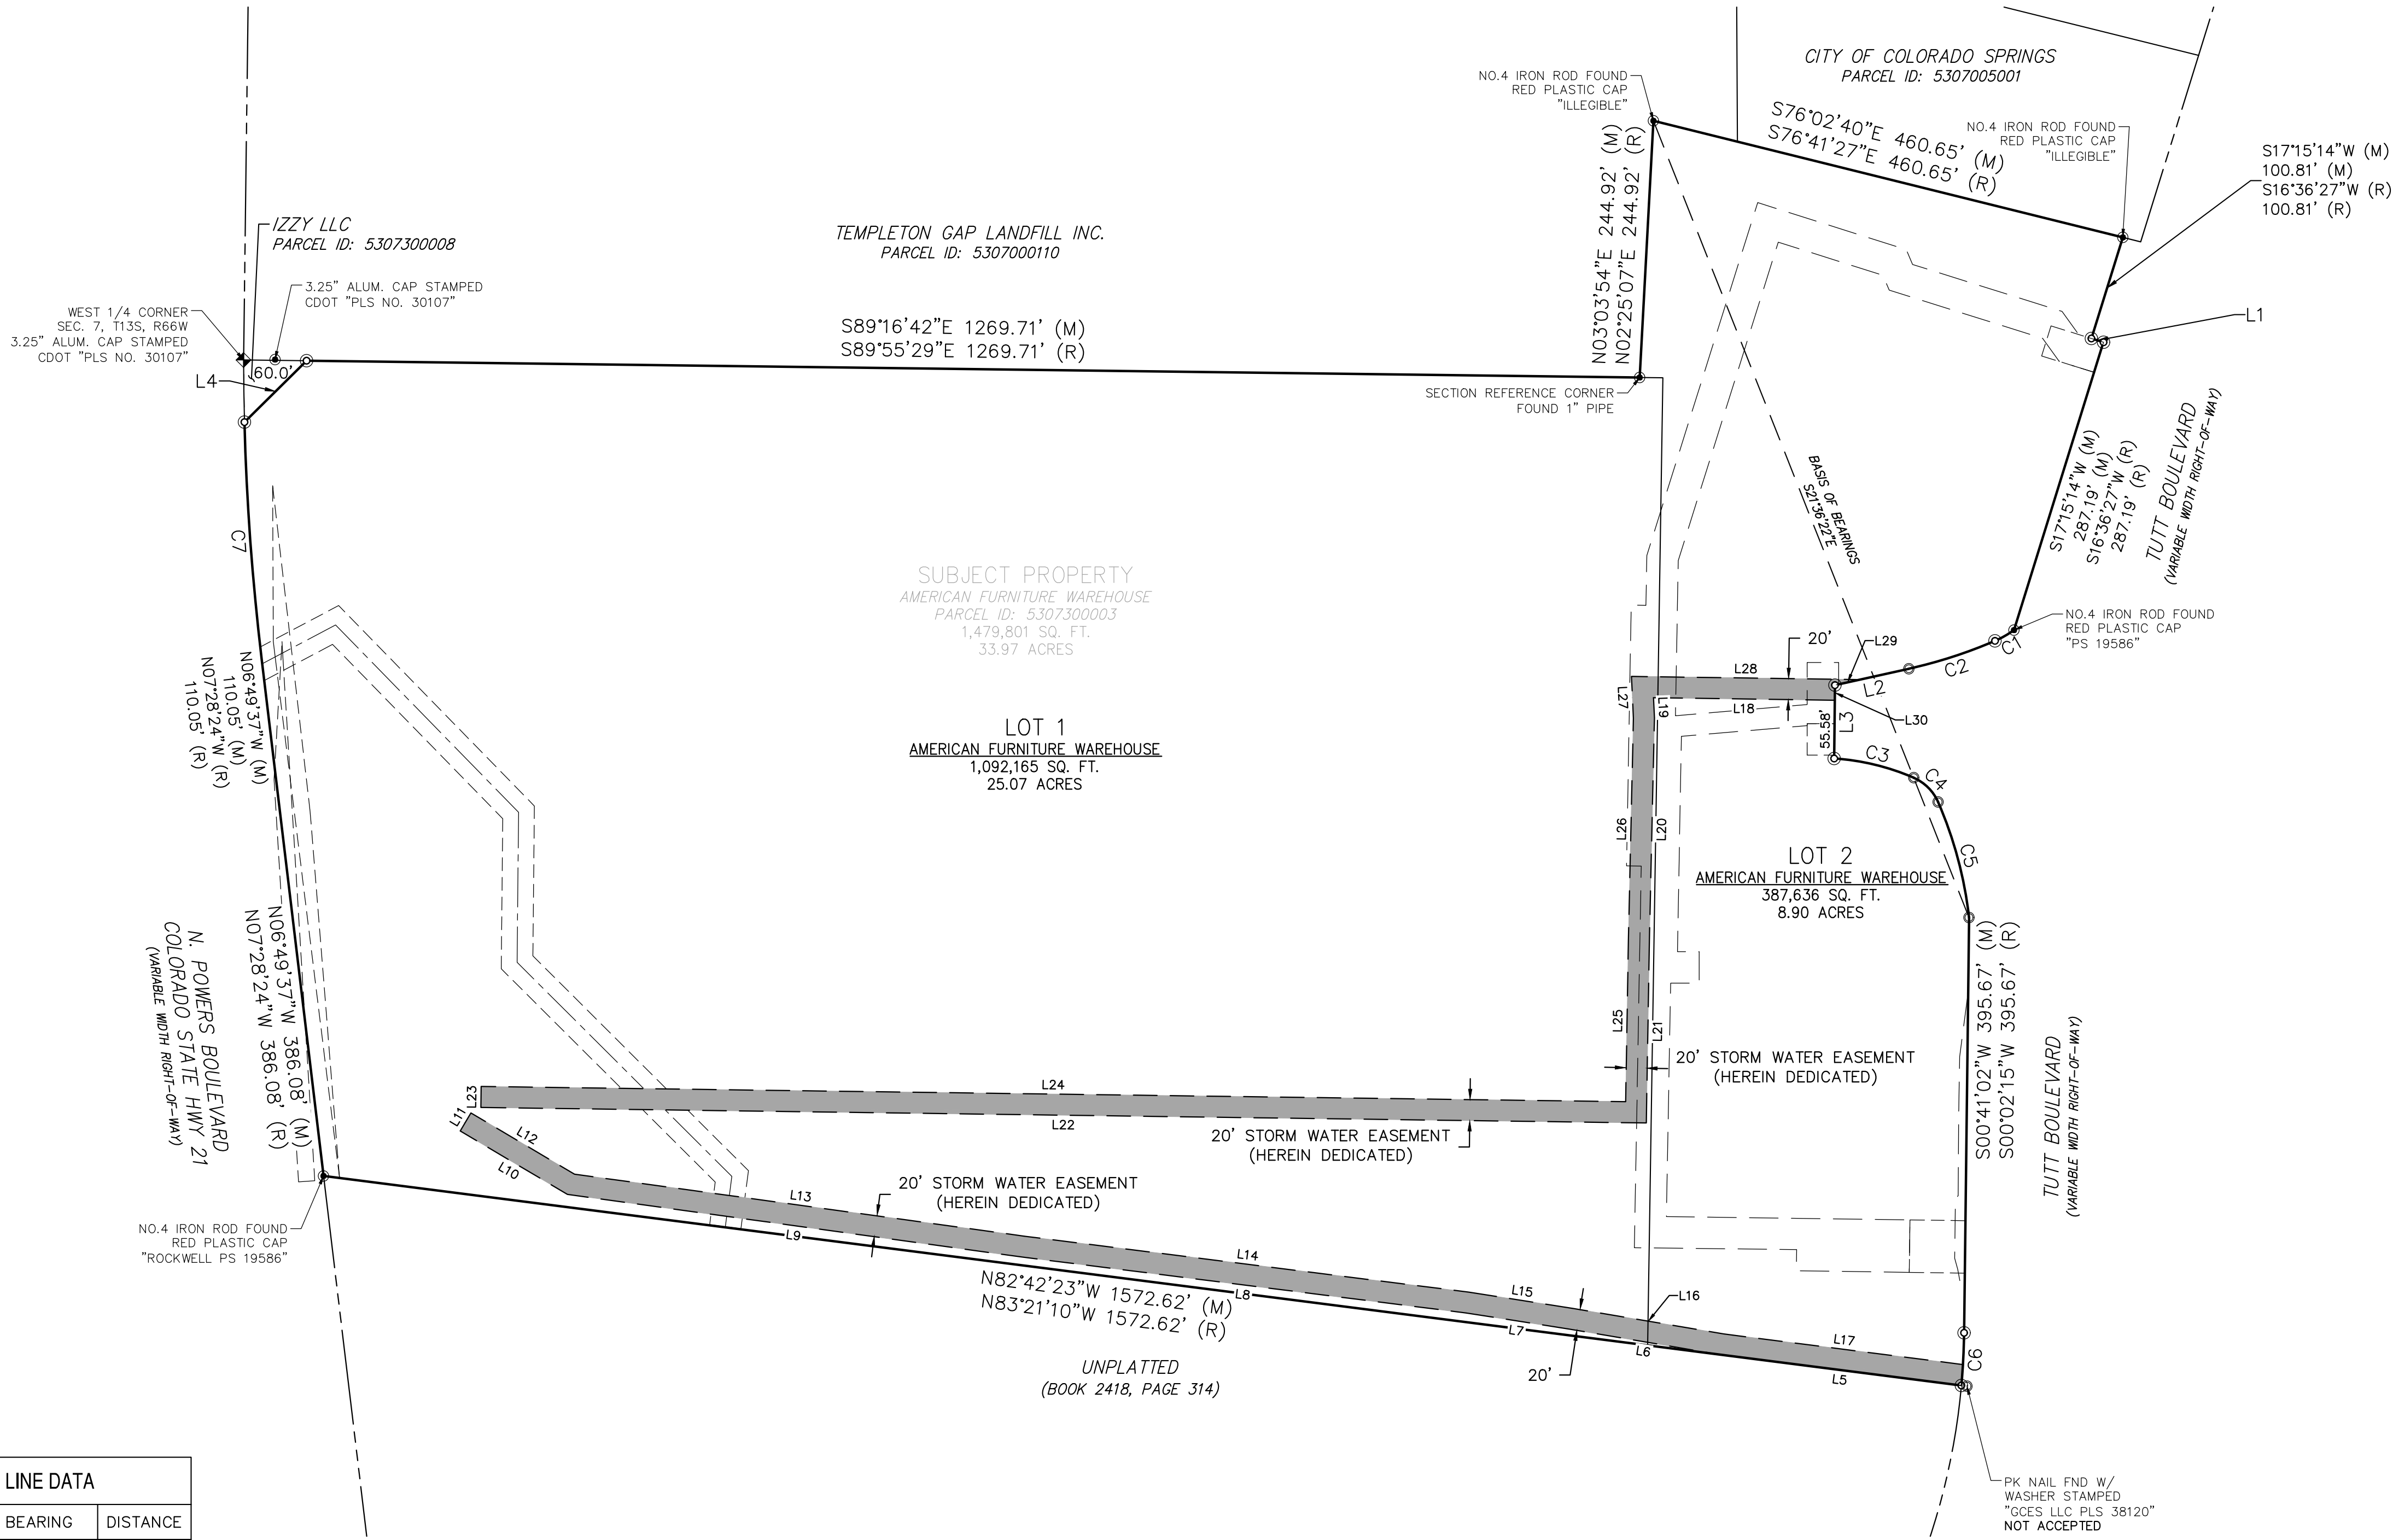 CITY OF COLORADO SPRINGS
PARCEL ID: 5307005001
NO.4 IRON ROD FOUND
RED PLASTIC CAP
"ILLEGIBLE"
S76°02'40"E 460.65' (M)
S76°41'27"E 460.65' (R)
NO.4 IRON ROD FOUND
RED PLASTIC CAP
"ILLEGIBLE"
S17°15'14"W (M)
100.81' (M)
S16°36'27"W (R)
100.81' (R)
N03°03'54"E 244.92' (M)
N02°25'07"E 244.92' (R)
IZZY LLC
PARCEL ID: 5307300008
TEMPLETON GAP LANDFILL INC.
PARCEL ID: 5307000110
3.25" ALUM. CAP STAMPED
CDOT "PLS NO. 30107"
WEST 1/4 CORNER
SEC. 7, T13S, R66W
3.25" ALUM. CAP STAMPED
CDOT "PLS NO. 30107"
S89°16'42"E 1269.71' (M)
S89°55'29"E 1269.71' (R)
L1
60.0'
L4
SECTION REFERENCE CORNER
FOUND 1" PIPE
BASIS OF BEARINGS
S21°36'22"E
S17°15'14"W (M)
287.19' (M)
S16°36'27"W (R)
287.19' (R)
TUTT BOULEVARD
(VARIABLE WIDTH RIGHT-OF-WAY)
C7
SUBJECT PROPERTY
AMERICAN FURNITURE WAREHOUSE
PARCEL ID: 5307300003
1,479,801 SQ. FT.
33.97 ACRES
NO.4 IRON ROD FOUND
RED PLASTIC CAP
"PS 19586"
C1
C2
20'
L29
L28
L2
L27
L19
L18
L30
L3
55.58'
C3
C4
C5
N06°49'37"W (M)
110.05' (M)
N07°28'24"W (R)
110.05' (R)
LOT 1
AMERICAN FURNITURE WAREHOUSE
1,092,165 SQ. FT.
25.07 ACRES
L26
L20
LOT 2
AMERICAN FURNITURE WAREHOUSE
387,636 SQ. FT.
8.90 ACRES
N06°49'37"W 386.08' (M)
N07°28'24"W 386.08' (R)
N. POWERS BOULEVARD
COLORADO STATE HWY 21
(VARIABLE WIDTH RIGHT-OF-WAY)
S00°41'02"W 395.67' (M)
S00°02'15"W 395.67' (R)
TUTT BOULEVARD
(VARIABLE WIDTH RIGHT-OF-WAY)
L25
L21
20' STORM WATER EASEMENT
(HEREIN DEDICATED)
L23
L24
L11
L12
L22
20' STORM WATER EASEMENT
(HEREIN DEDICATED)
L10
L13
20' STORM WATER EASEMENT
(HEREIN DEDICATED)
NO.4 IRON ROD FOUND
RED PLASTIC CAP
"ROCKWELL PS 19586"
L9
L14
N82°42'23"W 1572.62' (M)
N83°21'10"W 1572.62' (R)
L8
L15
L16
L7
L6
L17
L5
C6
20'
UNPLATTED
(BOOK 2418, PAGE 314)
LINE DATA
BEARING DISTANCE
PK NAIL FND W/
WASHER STAMPED
"GCES LLC PLS 38120"
NOT ACCEPTED